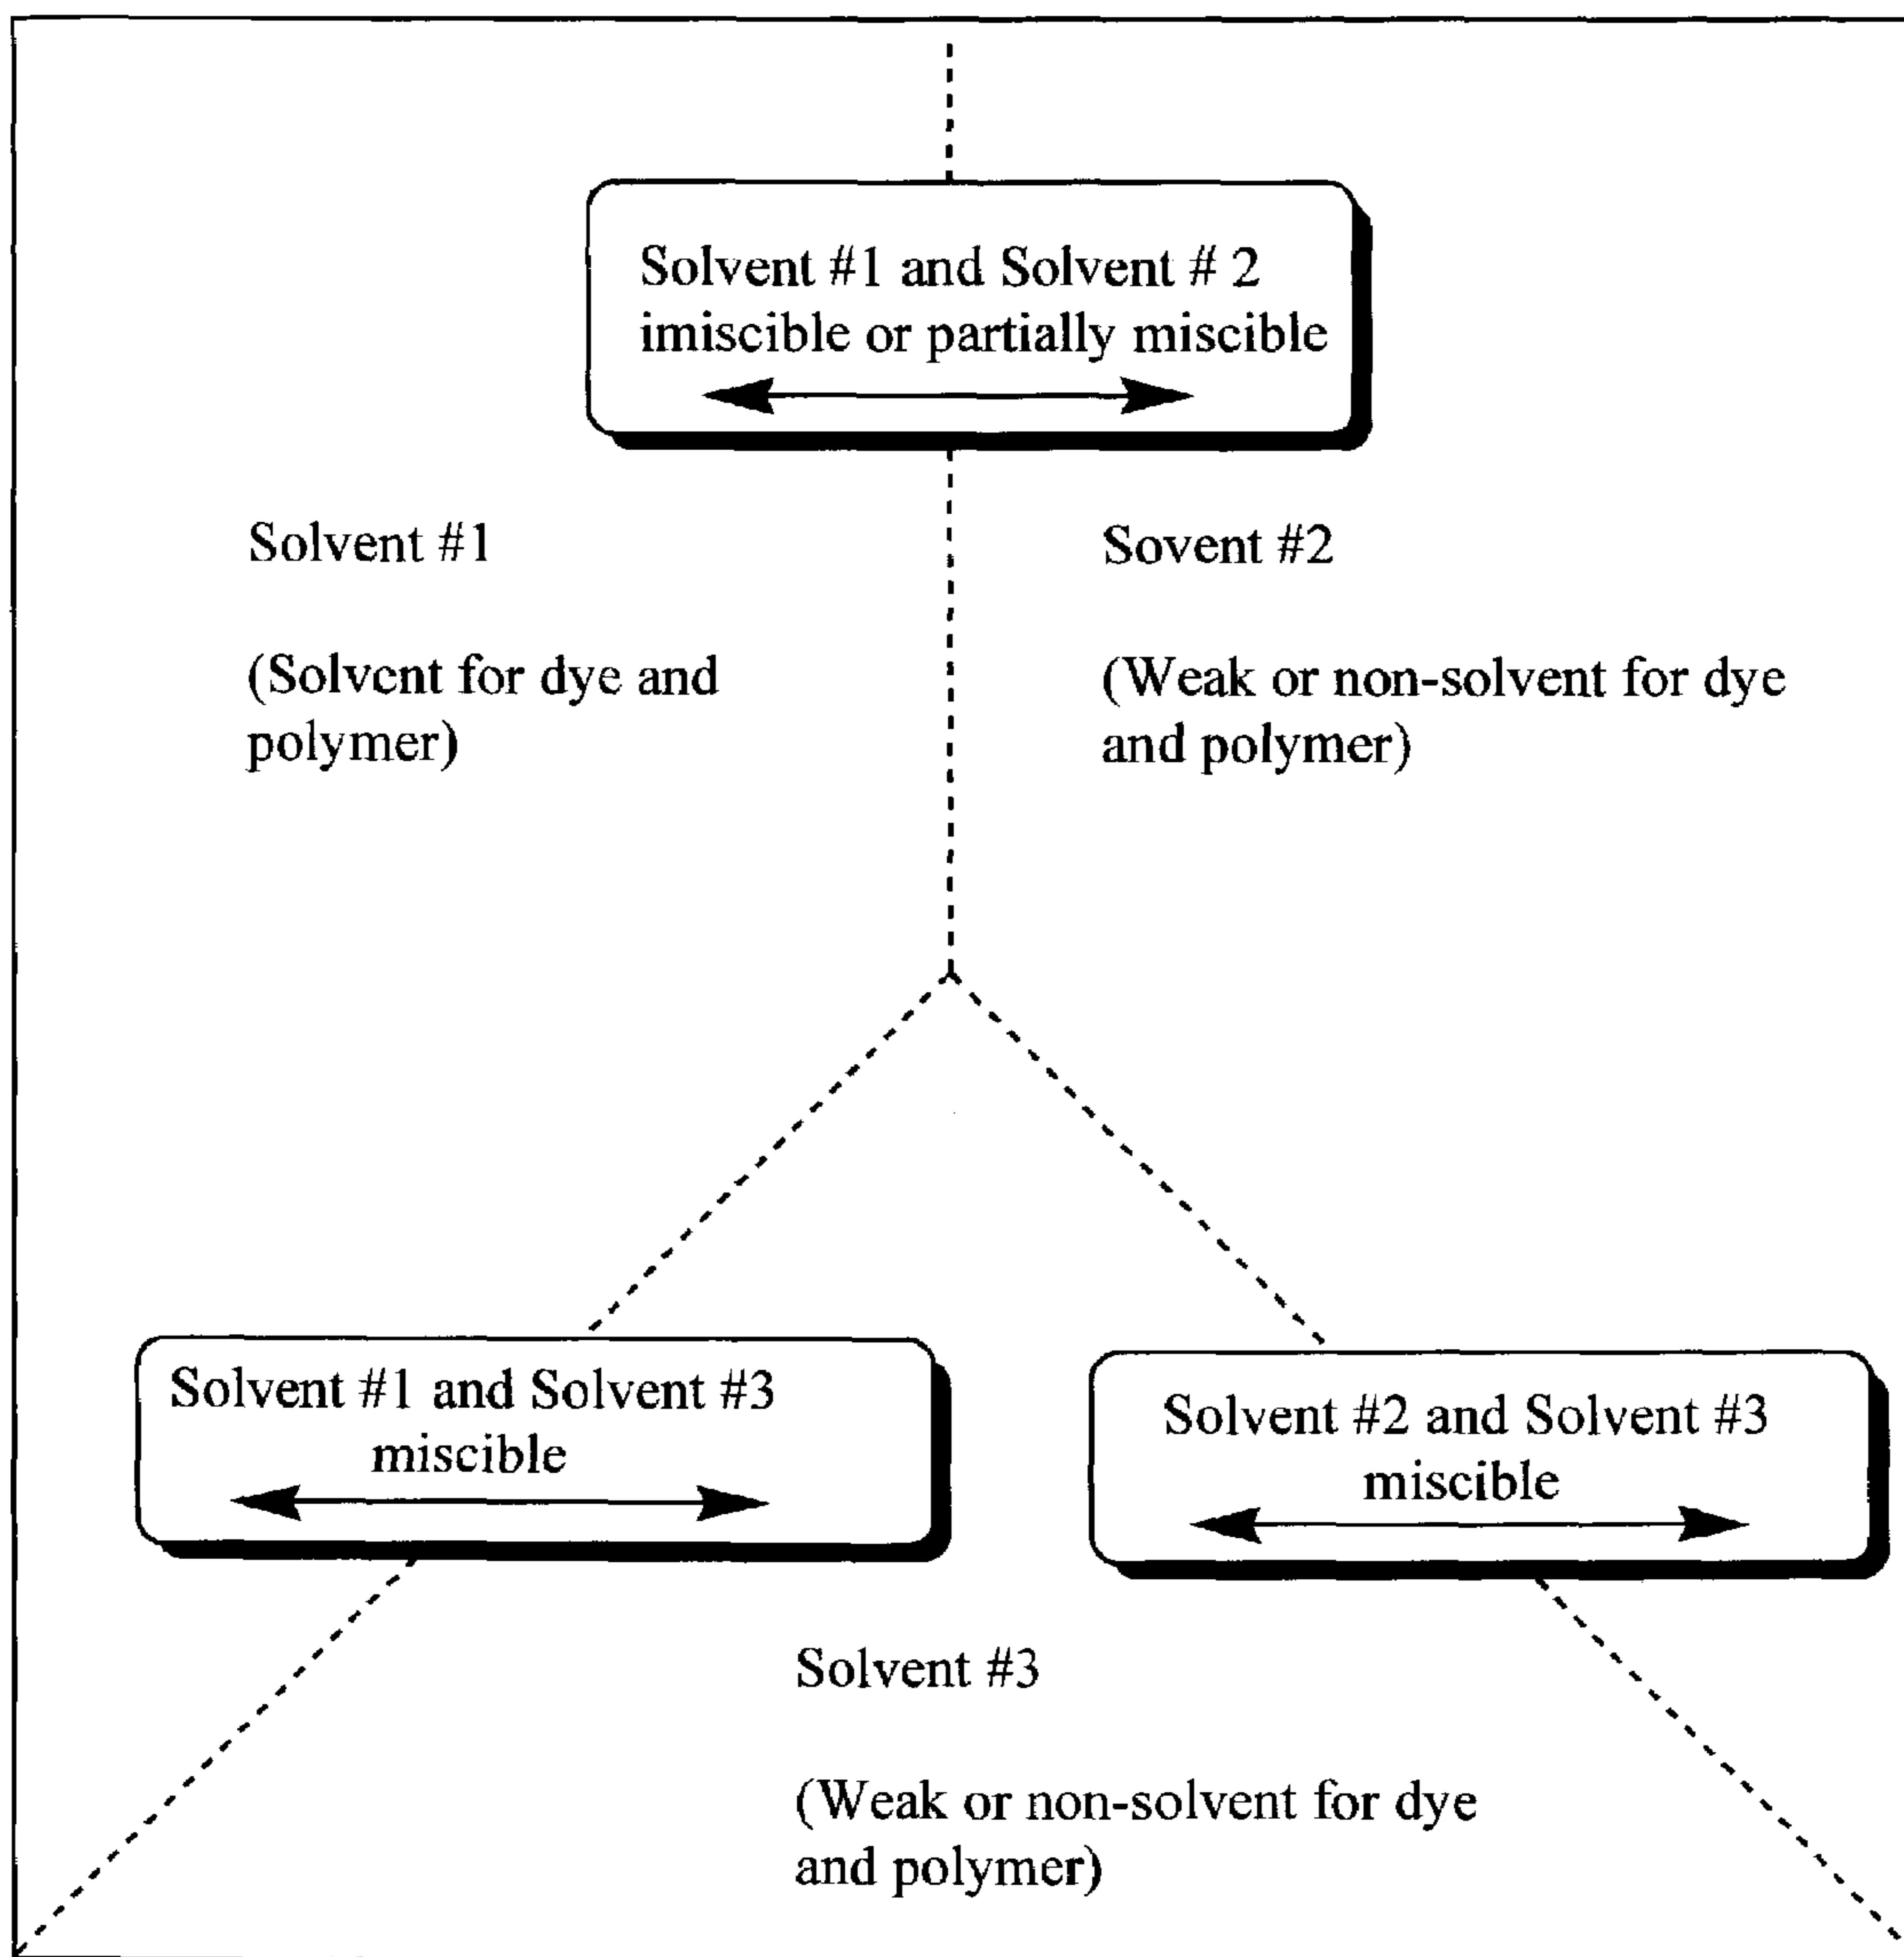 Solvent #1 and Solvent # 2
imiscible or partially miscible
Solvent #1
(Solvent for dye and
polymer)
Sovent #2
(Weak or non-solvent for dye
and polymer)
Solvent #1 and Solvent #3
miscible
Solvent #2 and Solvent #3
miscible
Solvent #3
(Weak or non-solvent for dye
and polymer)